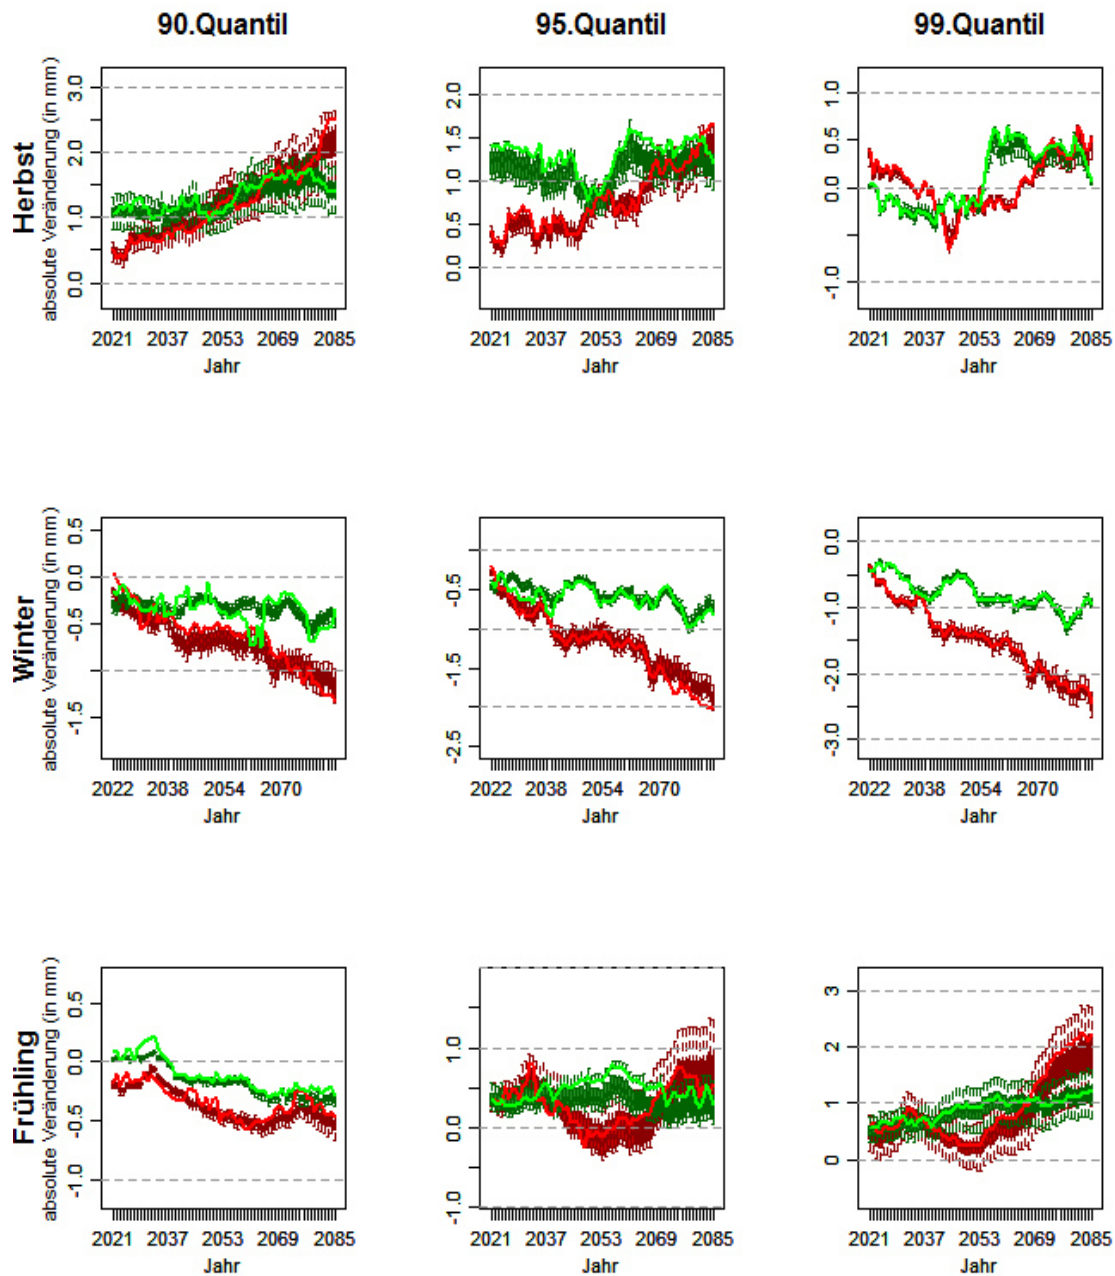 90.Quantil 95.Quantil 99.Quantil
Herbst
absolute Veränderung (in mm)
0.0 1.0 2.0 3.0
2021 2037 2053 2069 2085
Jahr
0.0 0.5 1.0 1.5 2.0
2021 2037 2053 2069 2085
Jahr
-1.0 0.0 0.5 1.0
2021 2037 2053 2069 2085
Jahr
Winter
absolute Veränderung (in mm)
-1.5 -0.5 0.0 0.5
2022 2038 2054 2070
Jahr
-2.5 -1.5 -0.5
2022 2038 2054 2070
Jahr
-3.0 -2.0 -1.0 0.0
2022 2038 2054 2070
Jahr
Frühling
absolute Veränderung (in mm)
-1.0 -0.5 0.0 0.5
2021 2037 2053 2069 2085
Jahr
-1.0 0.0 1.0
2021 2037 2053 2069 2085
Jahr
0 1 2 3
2021 2037 2053 2069 2085
Jahr